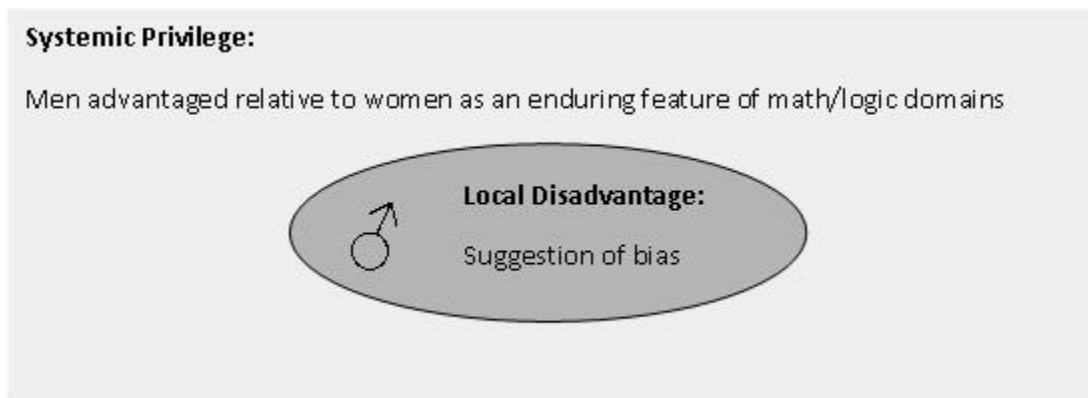 Systemic Privilege:
Men advantaged relative to women as an enduring feature of math/logic domains
Local Disadvantage:
Suggestion of bias